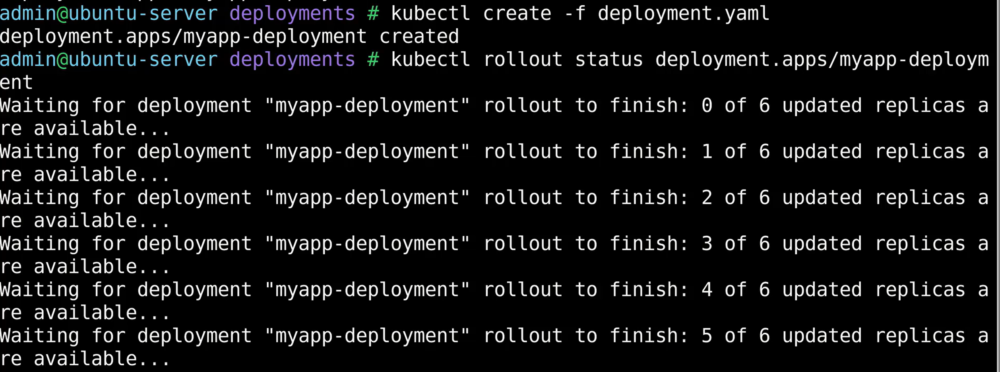 admin@ubuntu-server deployments # kubectl create -f deployment.yaml
deployment.apps/myapp-deployment created
admin@ubuntu-server deployments # kubectl rollout status deployment.apps/myapp-deploym
ent
Waiting for deployment "myapp-deployment" rollout to finish: 0 of 6 updated replicas a
re available...
Waiting for deployment "myapp-deployment" rollout to finish: 1 of 6 updated replicas a
re available...
Waiting for deployment "myapp-deployment" rollout to finish: 2 of 6 updated replicas a
re available...
Waiting for deployment "myapp-deployment" rollout to finish: 3 of 6 updated replicas a
re available...
Waiting for deployment "myapp-deployment" rollout to finish: 4 of 6 updated replicas a
re available...
Waiting for deployment "myapp-deployment" rollout to finish: 5 of 6 updated replicas a
re available...